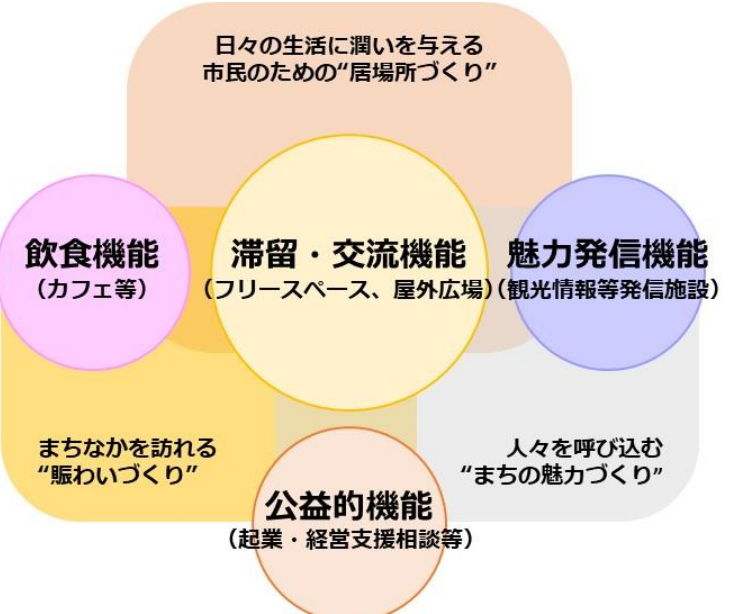 日々の生活に潤いを与える
市民のための“居場所づくり”
飲食機能
（カフェ等）
滞留・交流機能
（フリースペース、屋外広場）
魅力発信機能
（観光情報等発信施設）
まちなかを訪れる
“賑わいづくり”
人々を呼び込む
“まちの魅力づくり”
公益的機能
（起業・経営支援相談等）